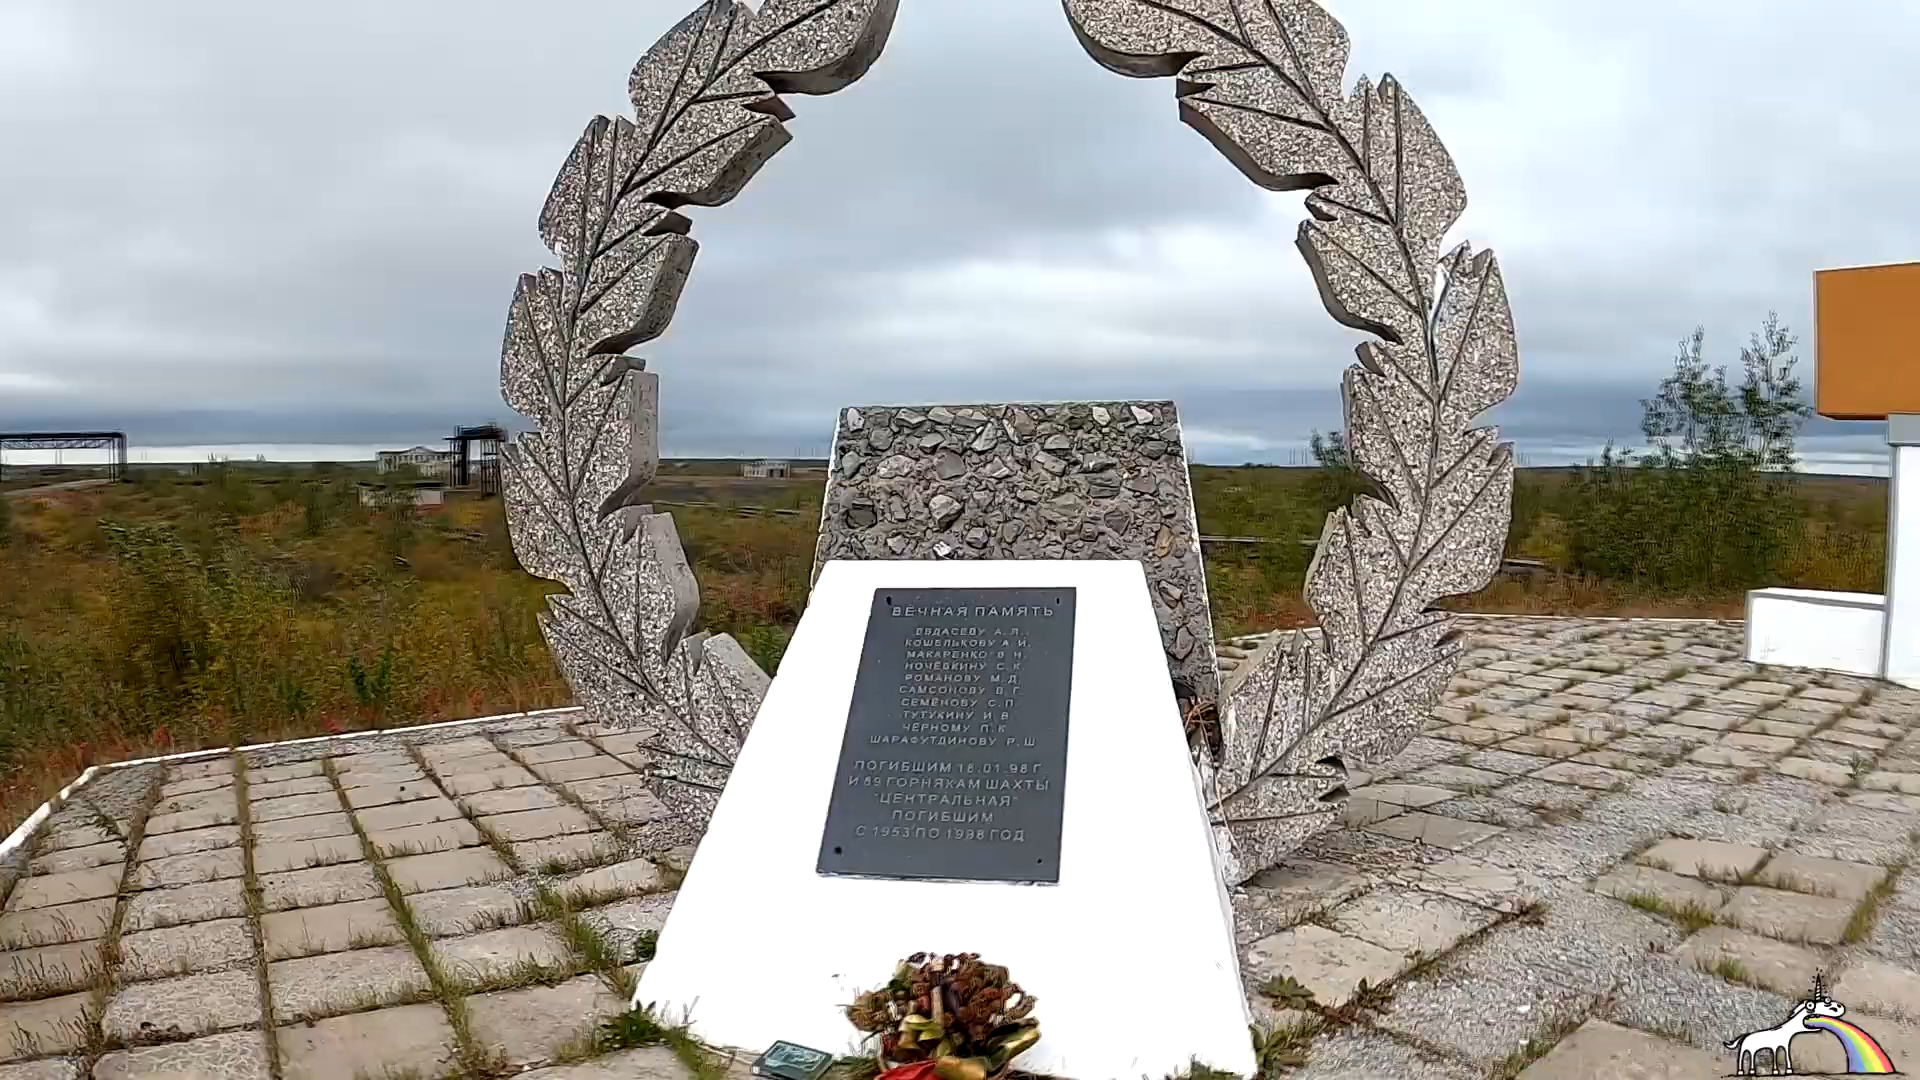 ВЕЧНАЯ ПАМЯТЬ
ЕВДАСЕВУ А. Л.
КОШЕЛЬКОВУ А. И.
МАКАРЕНКО В. Н.
НОЧЁВКИНУ С. К.
РОМАНОВУ М. Д.
САМСОНОВУ В. Г.
СЕМЁНОВУ С. П.
ТУТУКИНУ И. В.
ЧЁРНОМУ П. К.
ШАРАФУТДИНОВУ Р. Ш.
ПОГИБШИМ 18.01.98 Г.
И 89 ГОРНЯКАМ ШАХТЫ
"ЦЕНТРАЛЬНАЯ"
ПОГИБШИМ
С 1953 ПО 1998 ГОД